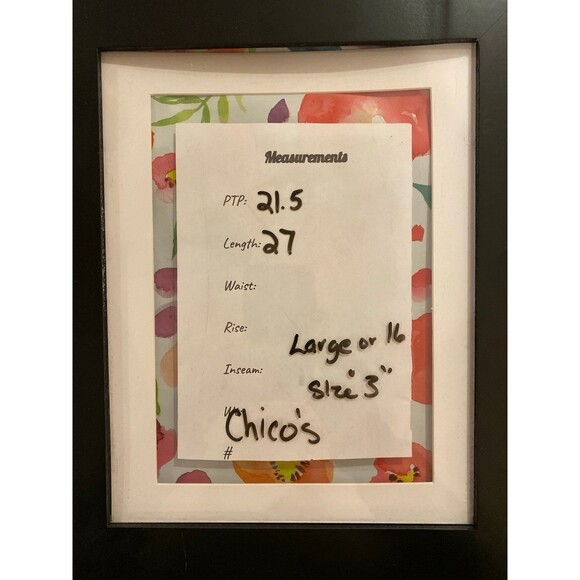 Measurements
PTP: 21.5
Length: 27
Waist:
Rise:
Large or 16
Inseam:
Size "3"
Chico's
#